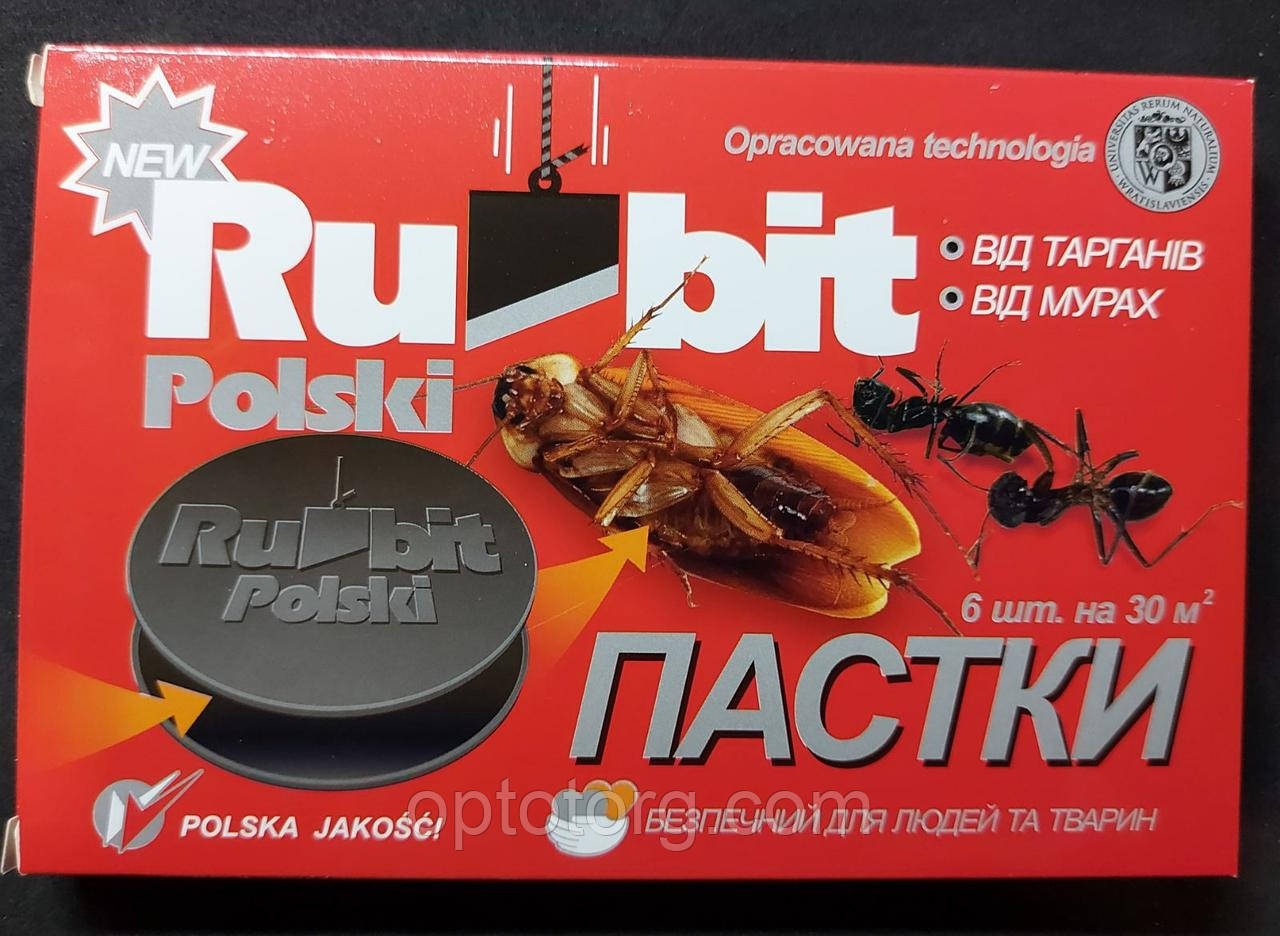 NEW
Opracowana technologia
UNIVERSITAS RERUM NATURALIUM WRATISLAVIENSIS
W
Rubit
Polski
• ВІД ТАРГАНІВ
• ВІД МУРАХ
Rubit
Polski
6 шт. на 30 м²
ПАСТКИ
POLSKA JAKOŚĆ!
БЕЗПЕЧНИЙ ДЛЯ ЛЮДЕЙ ТА ТВАРИН
optotorg.com